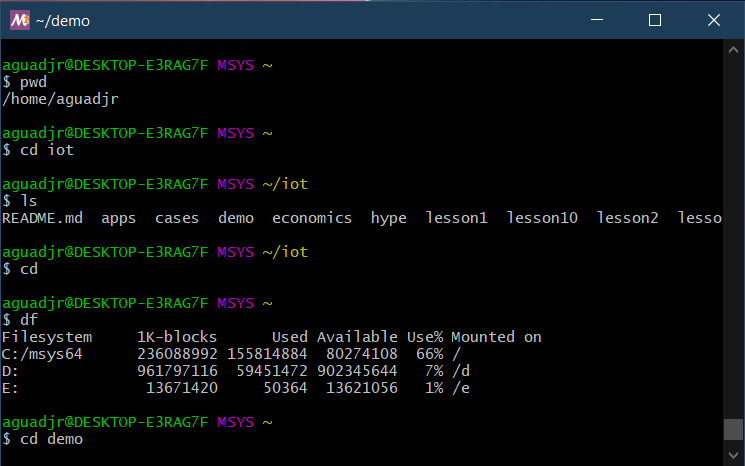 ~/demo
aguadjr@DESKTOP-E3RAG7F MSYS ~
$ pwd
/home/aguadjr
aguadjr@DESKTOP-E3RAG7F MSYS ~
$ cd iot
aguadjr@DESKTOP-E3RAG7F MSYS ~/iot
$ ls
README.md  apps  cases  demo  economics  hype  lesson1  lesson10  lesson2  lesso
aguadjr@DESKTOP-E3RAG7F MSYS ~/iot
$ cd
aguadjr@DESKTOP-E3RAG7F MSYS ~
$ df
Filesystem     1K-blocks      Used Available Use% Mounted on
C:/msys64      236088992 155814884  80274108  66% /
D:             961797116  59451472 902345644   7% /d
E:              13671420     50364  13621056   1% /e
aguadjr@DESKTOP-E3RAG7F MSYS ~
$ cd demo